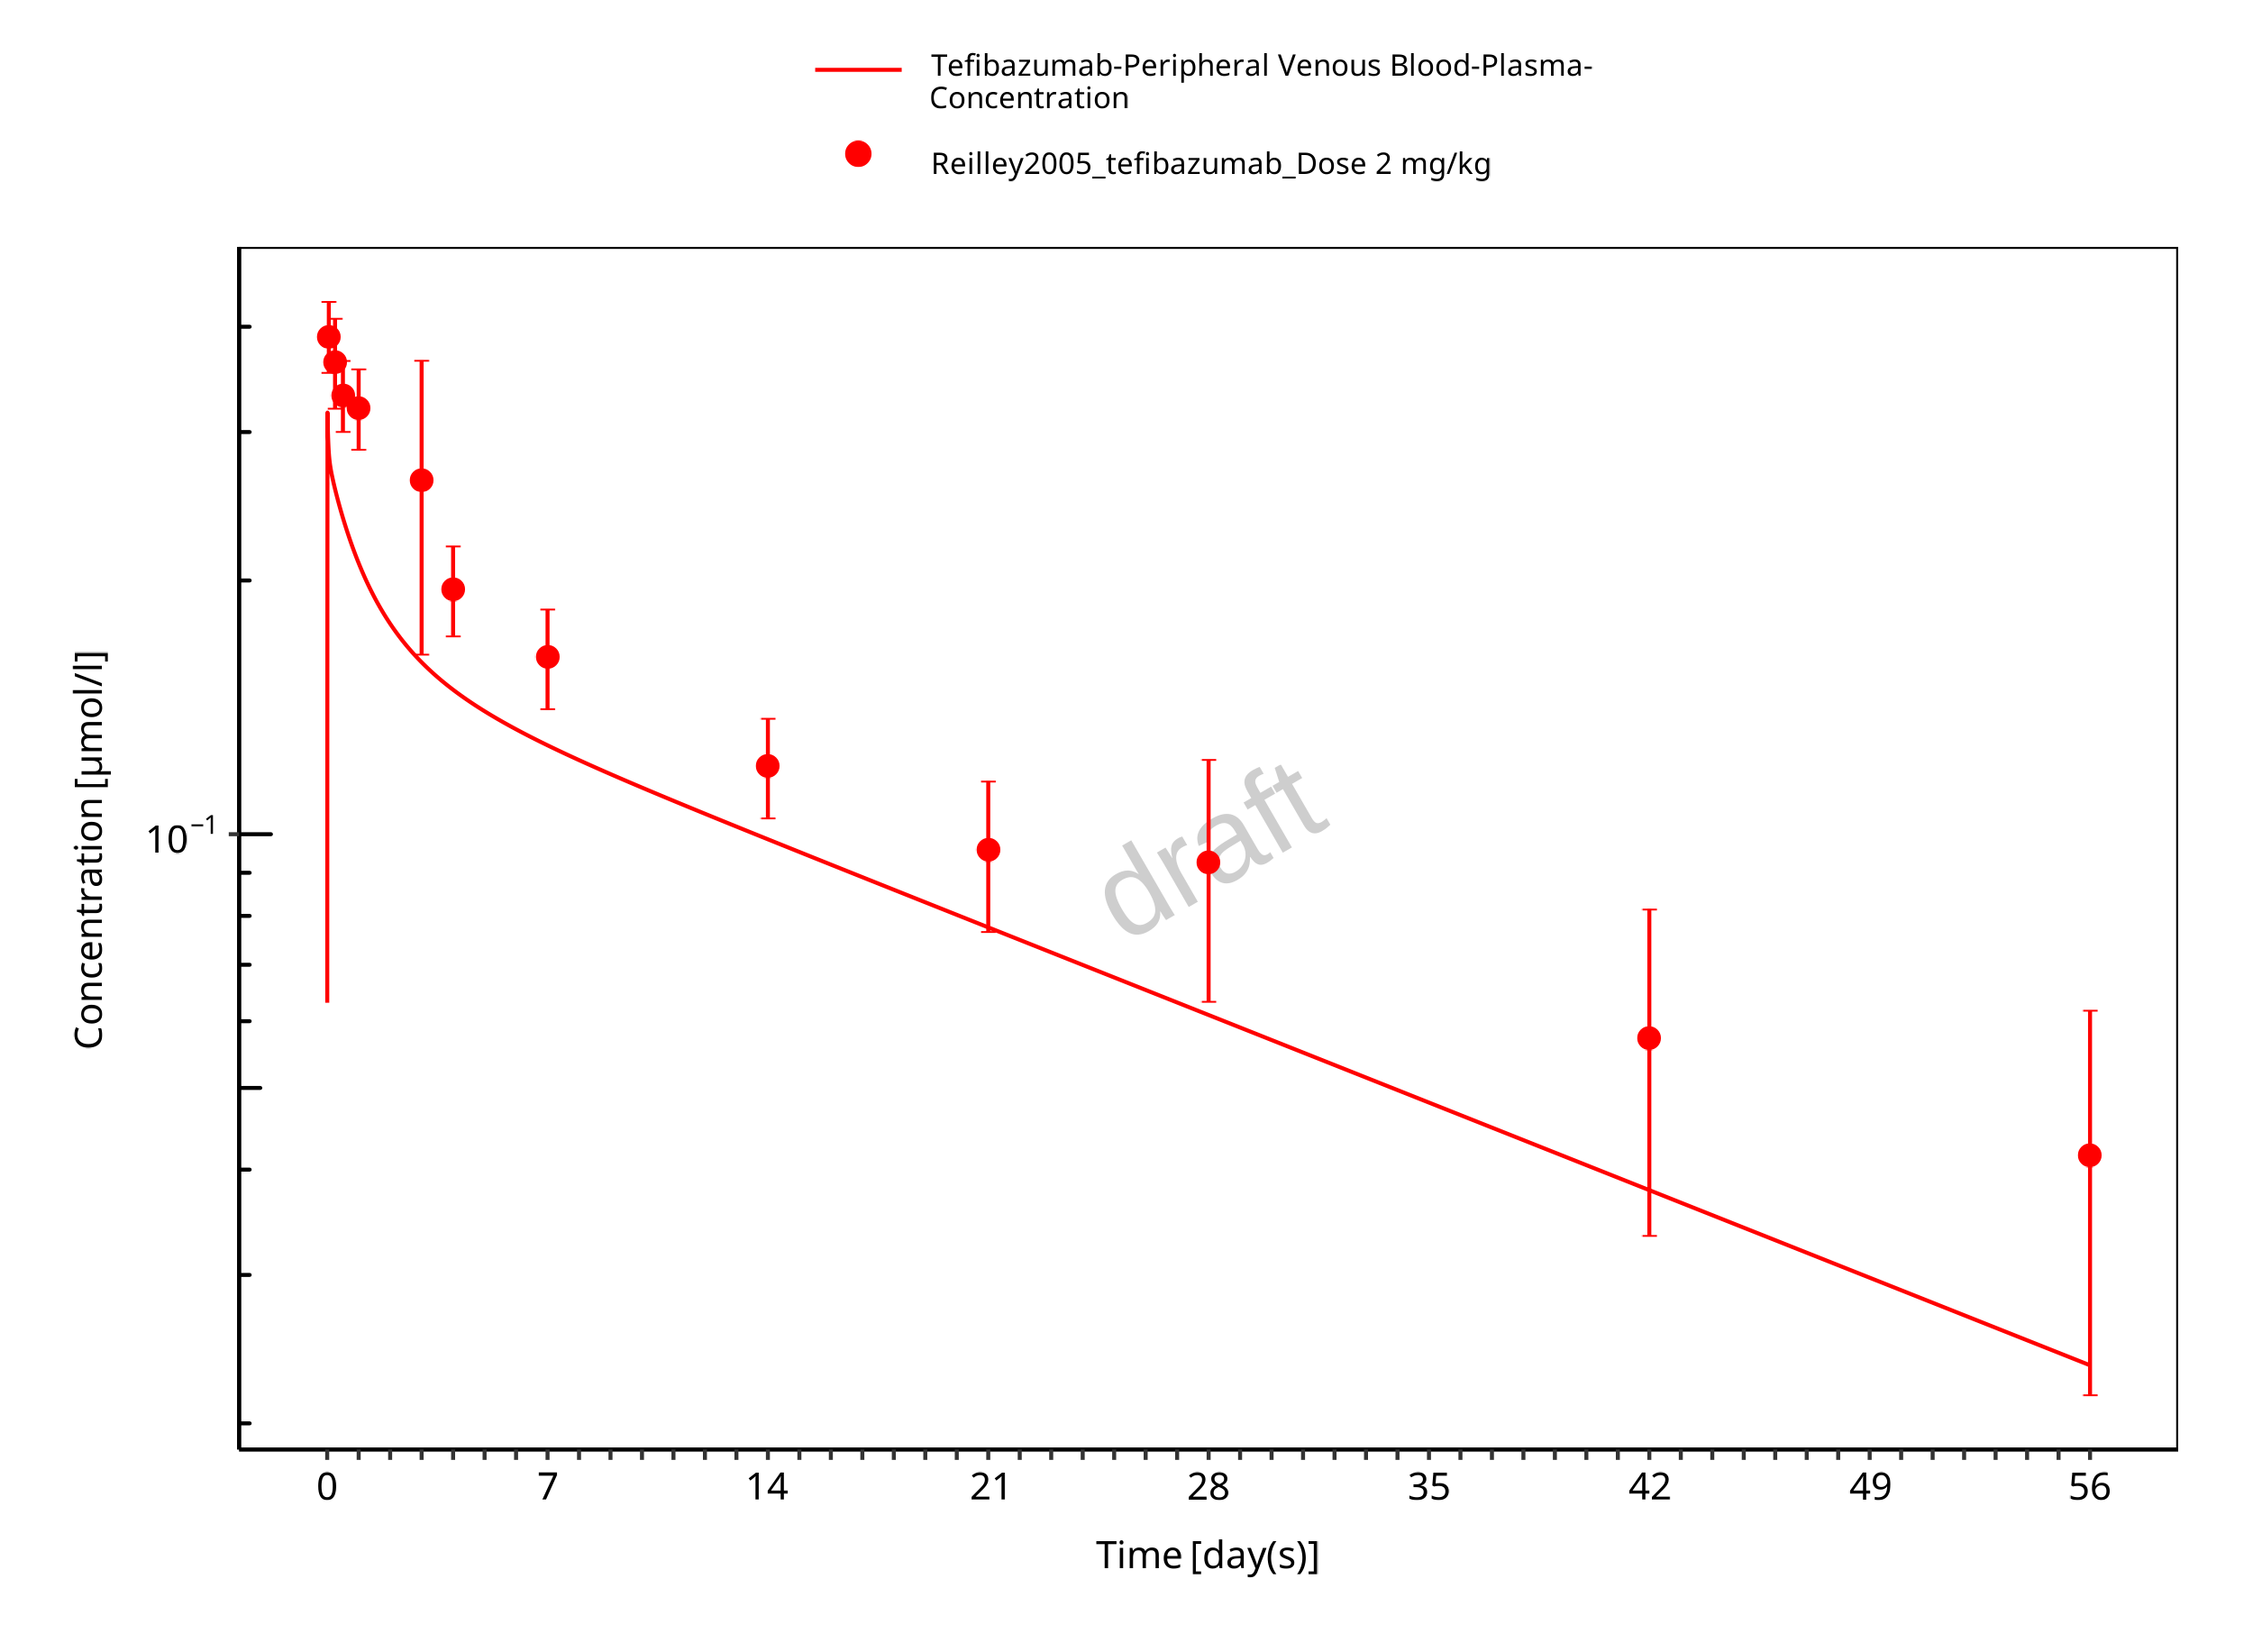 Tefibazumab-Peripheral Venous Blood-Plasma-
Concentration
Reilley2005_tefibazumab_Dose 2 mg/kg
Concentration [µmol/l]
10⁻¹
draft
0 7 14 21 28 35 42 49 56
Time [day(s)]